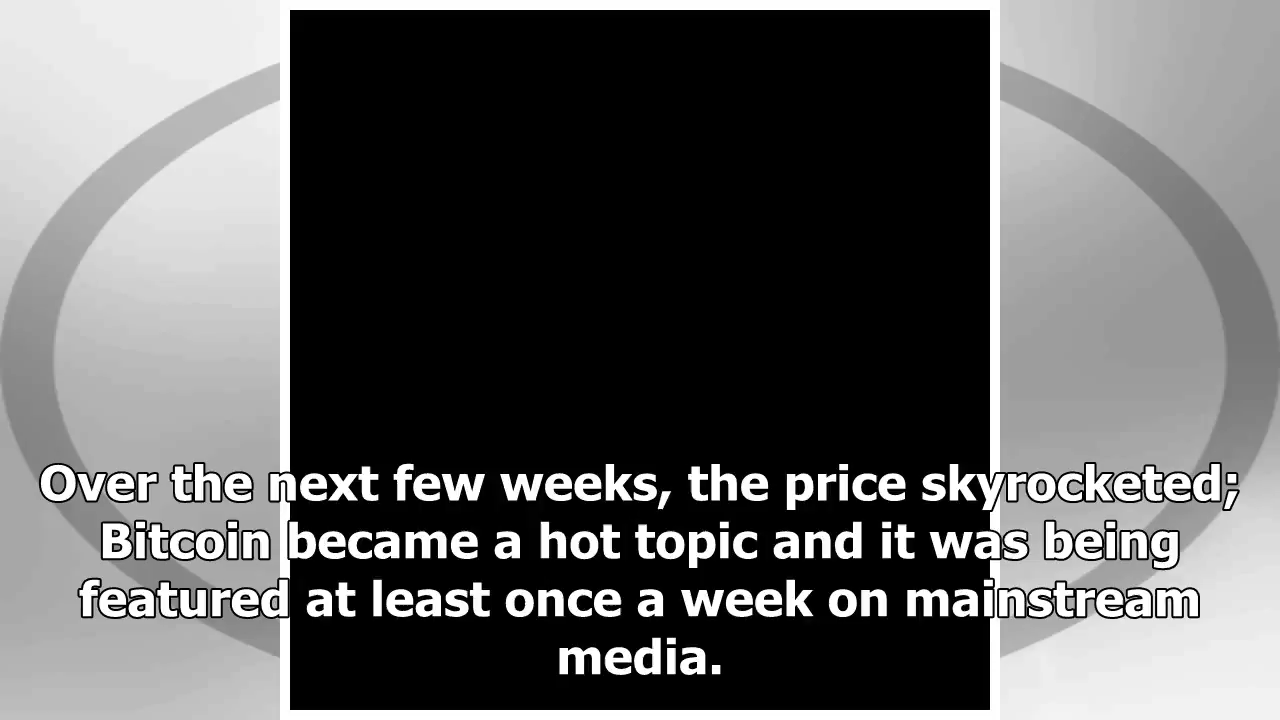 Over the next few weeks, the price skyrocketed;
Bitcoin became a hot topic and it was being
featured at least once a week on mainstream
media.